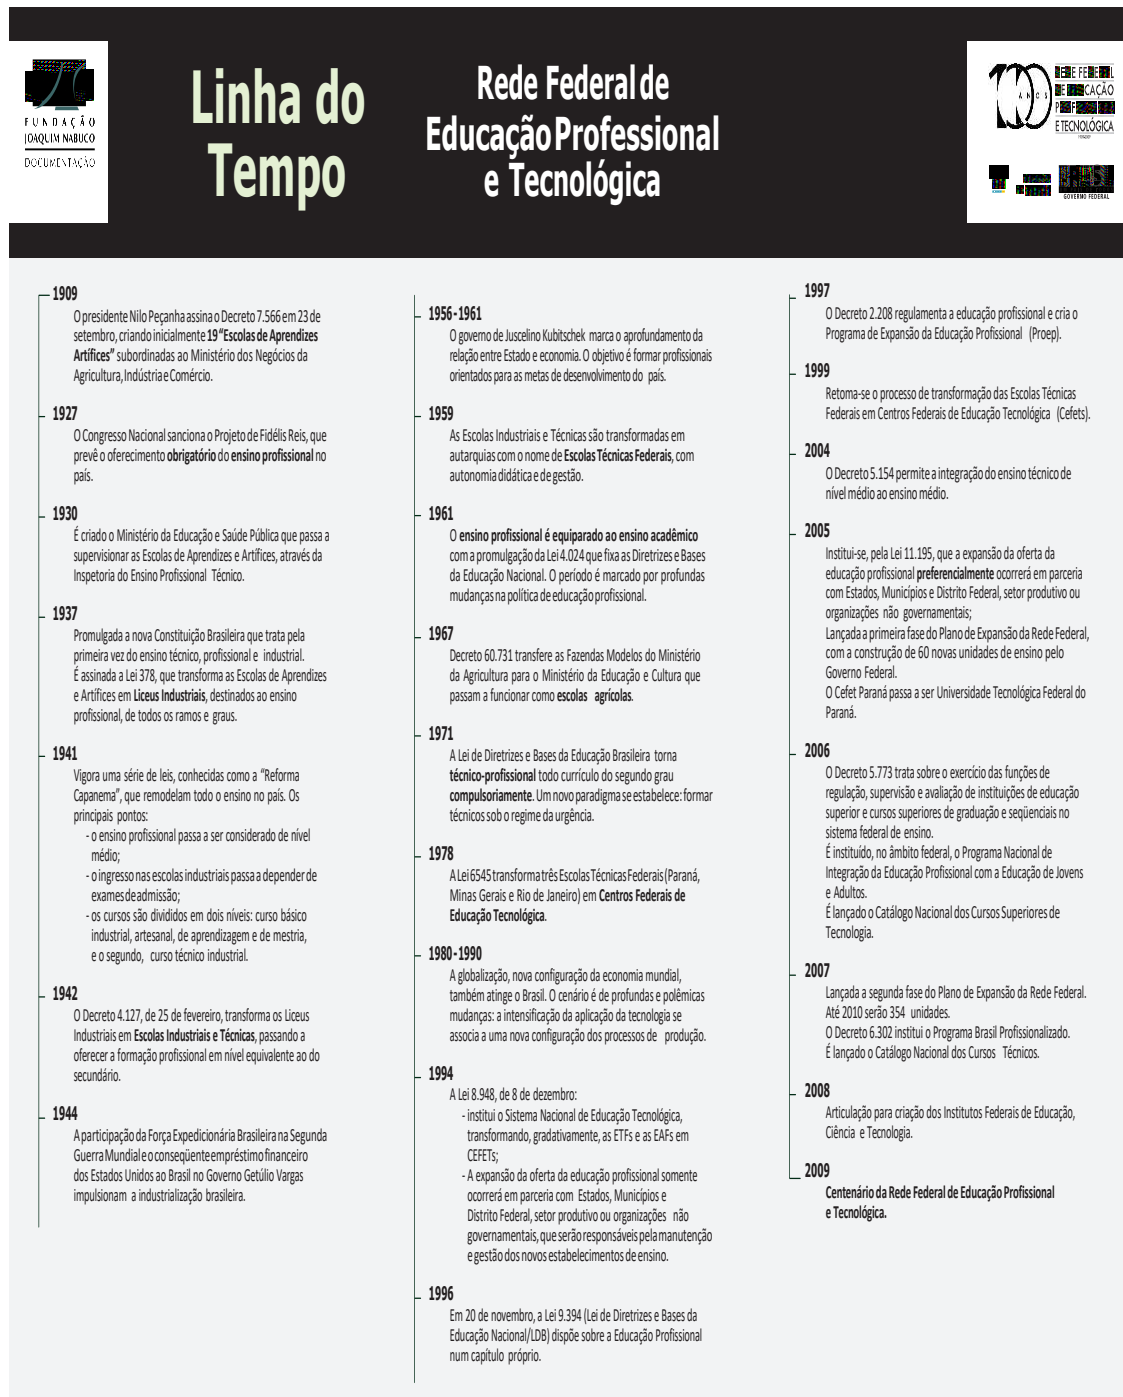 FUNDAÇÃO
JOAQUIM NABUCO
DOCUMENTAÇÃO
Linha do
Tempo
Rede Federal de
Educação Profissional
e Tecnológica
100
ANOS
REDE FEDERAL
DE EDUCAÇÃO
E TECNOLÓGICA
GOVERNO FEDERAL
1909
O presidente Nilo Peçanha assina o Decreto 7.566 em 23 de
setembro, criando inicialmente 19 “Escolas de Aprendizes
Artífices” subordinadas ao Ministério dos Negócios da
Agricultura, Indústria e Comércio.
1927
O Congresso Nacional sanciona o Projeto de Fidélis Reis, que
prevê o oferecimento obrigatório do ensino profissional no
país.
1930
É criado o Ministério da Educação e Saúde Pública que passa a
supervisionar as Escolas de Aprendizes e Artífices, através da
Inspetoria do Ensino Profissional Técnico.
1937
Promulgada a nova Constituição Brasileira que trata pela
primeira vez do ensino técnico, profissional e industrial.
É assinada a Lei 378, que transforma as Escolas de Aprendizes
e Artífices em Liceus Industriais, destinados ao ensino
profissional, de todos os ramos e graus.
1941
Vigora uma série de leis, conhecidas como a “Reforma
Capanema”, que remodelam todo o ensino no país. Os
principais pontos:
- o ensino profissional passa a ser considerado de nível
médio;
- o ingresso nas escolas industriais passa a depender de
exames de admissão;
- os cursos são divididos em dois níveis: curso básico
industrial, artesanal, de aprendizagem e de mestria,
e o segundo, curso técnico industrial.
1942
O Decreto 4.127, de 25 de fevereiro, transforma os Liceus
Industriais em Escolas Industriais e Técnicas, passando a
oferecer a formação profissional em nível equivalente ao do
secundário.
1944
A participação da Força Expedicionária Brasileira na Segunda
Guerra Mundial e o conseqüente empréstimo financeiro
dos Estados Unidos ao Brasil no Governo Getúlio Vargas
impulsionam a industrialização brasileira.
1956-1961
O governo de Juscelino Kubitschek marca o aprofundamento da
relação entre Estado e economia. O objetivo é formar profissionais
orientados para as metas de desenvolvimento do país.
1959
As Escolas Industriais e Técnicas são transformadas em
autarquias com o nome de Escolas Técnicas Federais, com
autonomia didática e de gestão.
1961
O ensino profissional é equiparado ao ensino acadêmico
com a promulgação da Lei 4.024 que fixa as Diretrizes e Bases
da Educação Nacional. O período é marcado por profundas
mudanças na política de educação profissional.
1967
Decreto 60.731 transfere as Fazendas Modelos do Ministério
da Agricultura para o Ministério da Educação e Cultura que
passam a funcionar como escolas agrícolas.
1971
A Lei de Diretrizes e Bases da Educação Brasileira torna
técnico-profissional todo currículo do segundo grau
compulsoriamente. Um novo paradigma se estabelece: formar
técnicos sob o regime da urgência.
1978
A Lei 6545 transforma três Escolas Técnicas Federais (Paraná,
Minas Gerais e Rio de Janeiro) em Centros Federais de
Educação Tecnológica.
1980-1990
A globalização, nova configuração da economia mundial,
também atinge o Brasil. O cenário é de profundas e polêmicas
mudanças: a intensificação da aplicação da tecnologia se
associa a uma nova configuração dos processos de produção.
1994
A Lei 8.948, de 8 de dezembro:
- institui o Sistema Nacional de Educação Tecnológica,
transformando, gradativamente, as ETFs e as EAFs em
CEFETs;
- A expansão da oferta da educação profissional somente
ocorrerá em parceria com Estados, Municípios e
Distrito Federal, setor produtivo ou organizações não
governamentais, que serão responsáveis pela manutenção
e gestão dos novos estabelecimentos de ensino.
1996
Em 20 de novembro, a Lei 9.394 (Lei de Diretrizes e Bases da
Educação Nacional/LDB) dispõe sobre a Educação Profissional
num capítulo próprio.
1997
O Decreto 2.208 regulamenta a educação profissional e cria o
Programa de Expansão da Educação Profissional (Proep).
1999
Retoma-se o processo de transformação das Escolas Técnicas
Federais em Centros Federais de Educação Tecnológica (Cefets).
2004
O Decreto 5.154 permite a integração do ensino técnico de
nível médio ao ensino médio.
2005
Institui-se, pela Lei 11.195, que a expansão da oferta da
educação profissional preferencialmente ocorrerá em parceria
com Estados, Municípios e Distrito Federal, setor produtivo ou
organizações não governamentais;
Lançada a primeira fase do Plano de Expansão da Rede Federal,
com a construção de 60 novas unidades de ensino pelo
Governo Federal.
O Cefet Paraná passa a ser Universidade Tecnológica Federal do
Paraná.
2006
O Decreto 5.773 trata sobre o exercício das funções de
regulação, supervisão e avaliação de instituições de educação
superior e cursos superiores de graduação e seqüenciais no
sistema federal de ensino.
É instituído, no âmbito federal, o Programa Nacional de
Integração da Educação Profissional com a Educação de Jovens
e Adultos.
É lançado o Catálogo Nacional dos Cursos Superiores de
Tecnologia.
2007
Lançada a segunda fase do Plano de Expansão da Rede Federal.
Até 2010 serão 354 unidades.
O Decreto 6.302 institui o Programa Brasil Profissionalizado.
É lançado o Catálogo Nacional dos Cursos Técnicos.
2008
Articulação para criação dos Institutos Federais de Educação,
Ciência e Tecnologia.
2009
Centenário da Rede Federal de Educação Profissional
e Tecnológica.